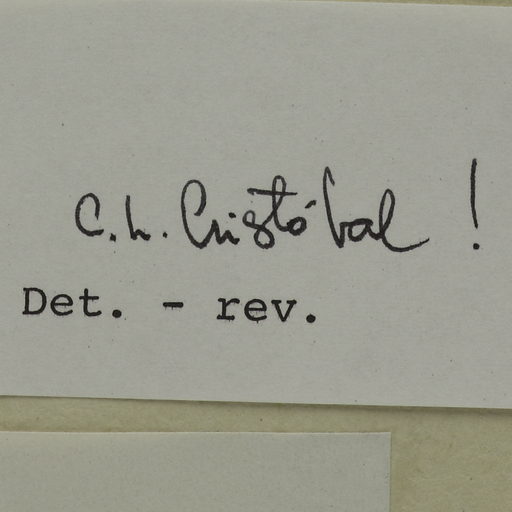 C. L. Cristóbal !
Det. - rev.